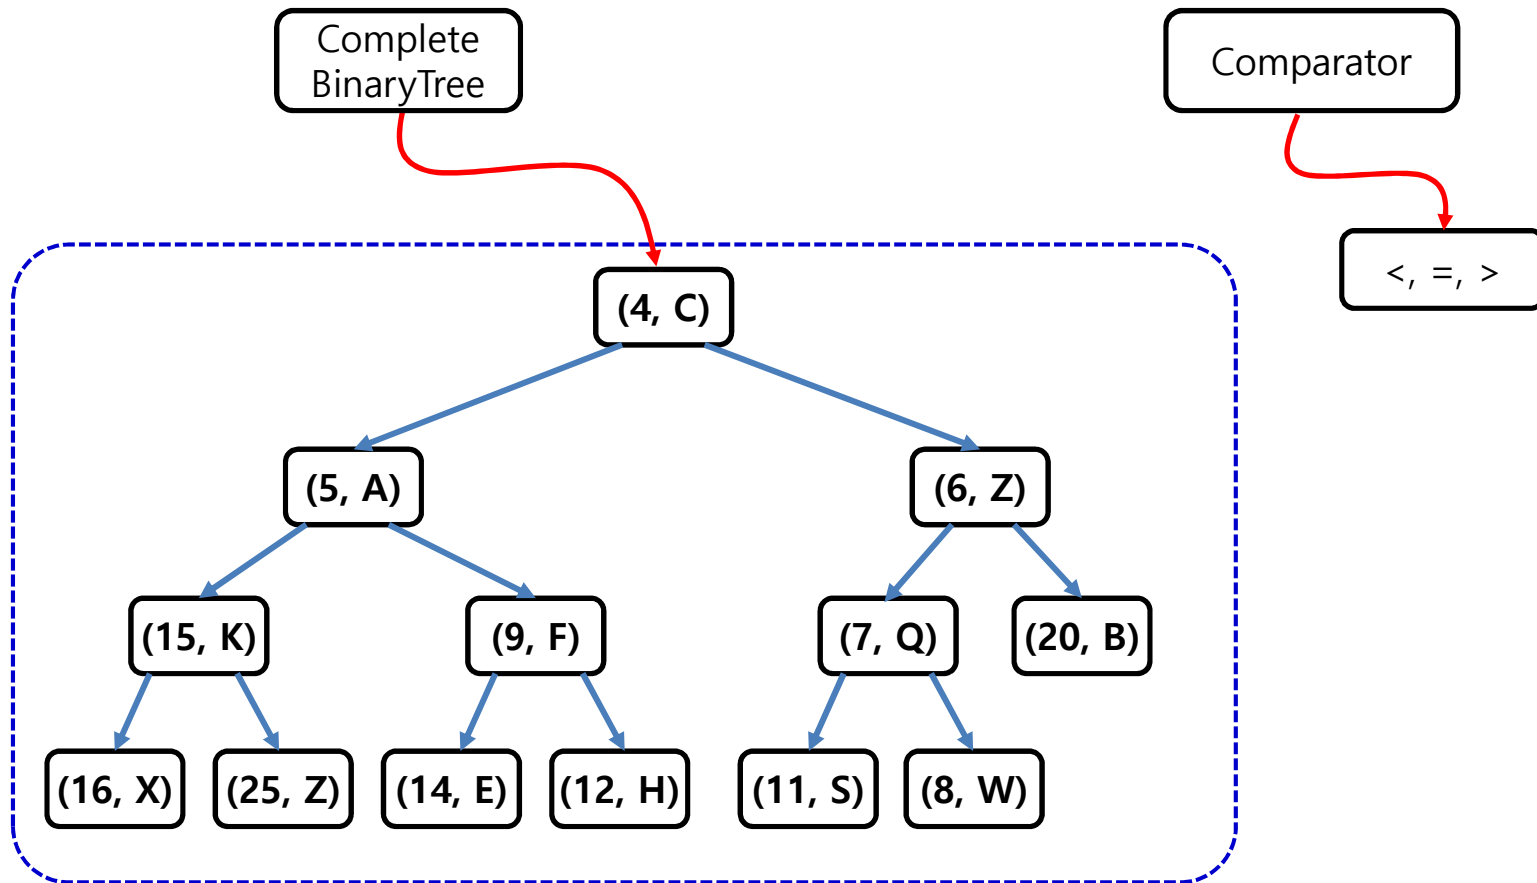 Complete
BinaryTree
Comparator
<, =, >
(4, C)
(5, A)
(6, Z)
(15, K)
(9, F)
(7, Q)
(20, B)
(16, X)
(25, Z)
(14, E)
(12, H)
(11, S)
(8, W)